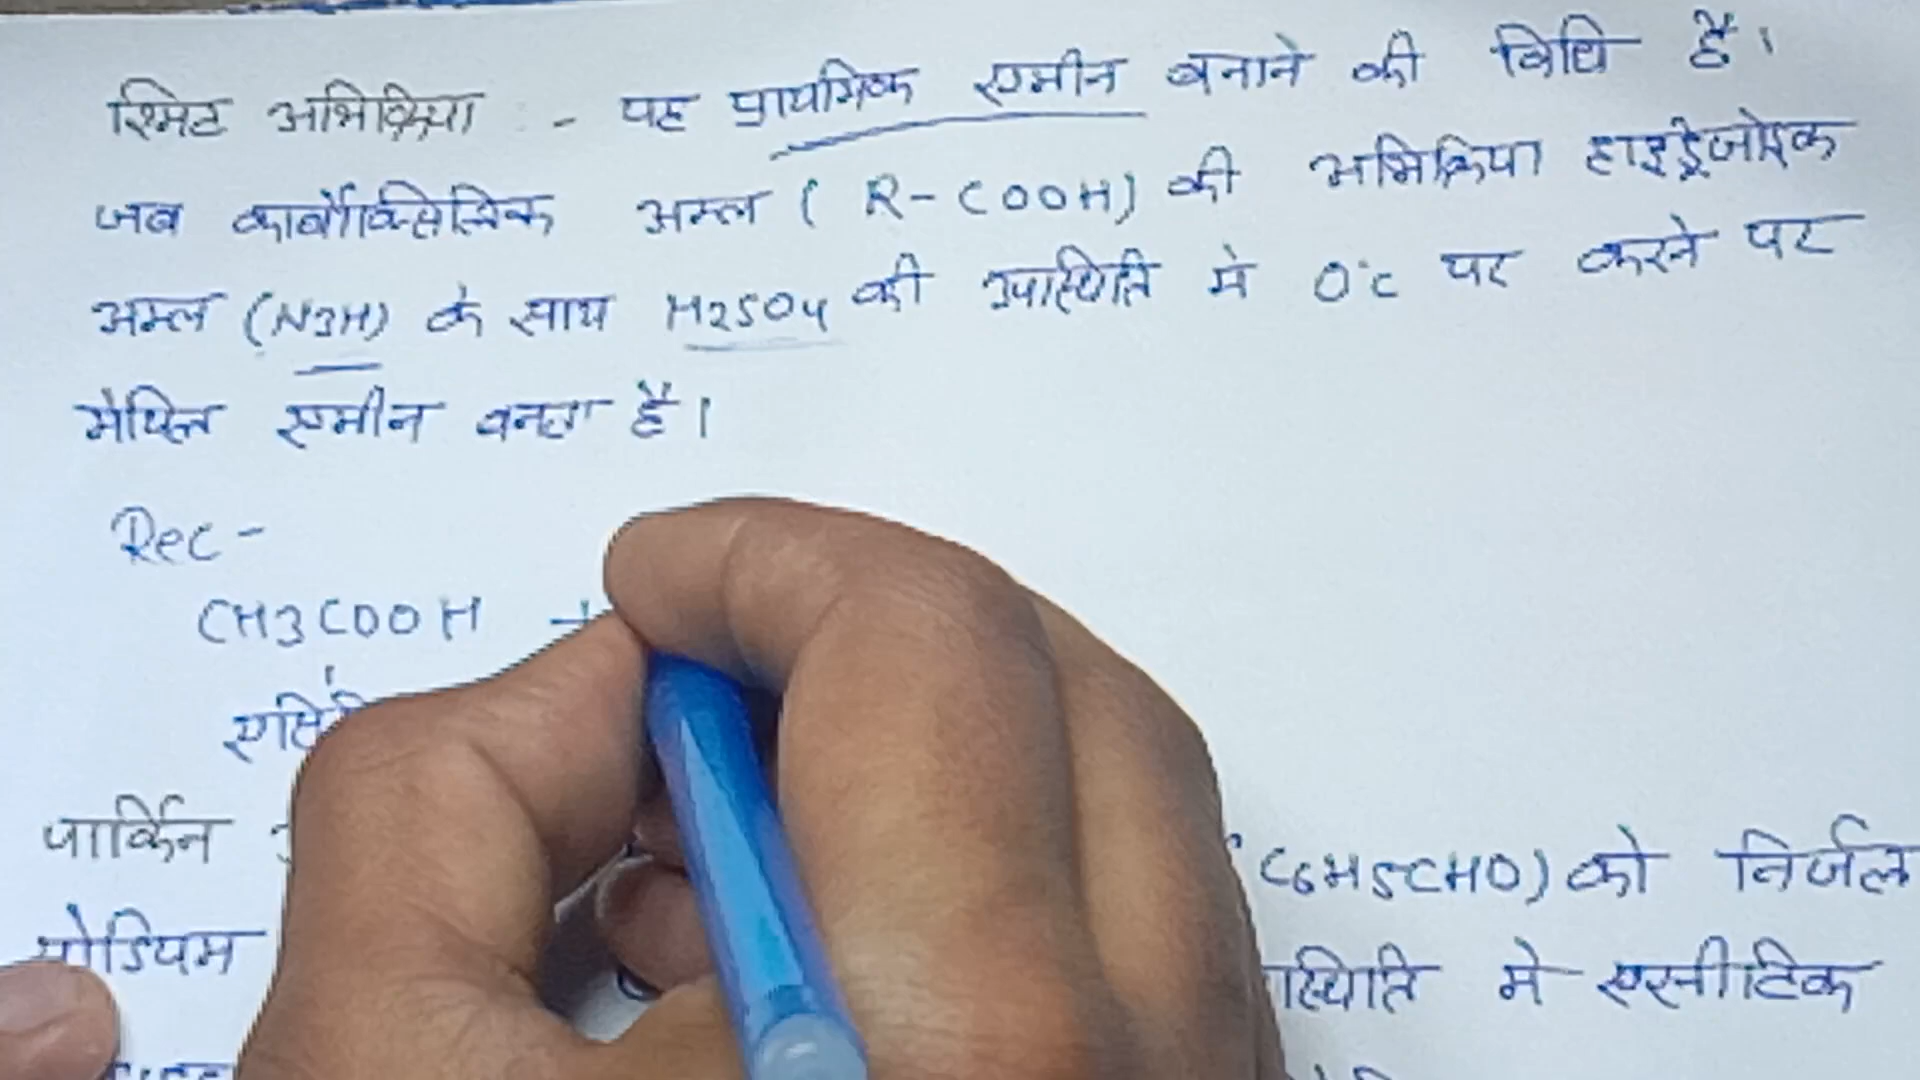 श्मिट अभिक्रिया - यह प्राथमिक एमीन बनाने की विधि है।
जब कार्बोक्सिलिक अम्ल ( R-COOH) की अभिक्रिया हाइड्रेजोइक
अम्ल (N3H) के साथ H2SO4 की उपस्थिति मे 0°c पर करने पर
मेथिल एमीन बनता है।
Rec -
CH3COOH +
पार्किन C6H5CHO) को निर्जल
सोडियम मे एसीटिक